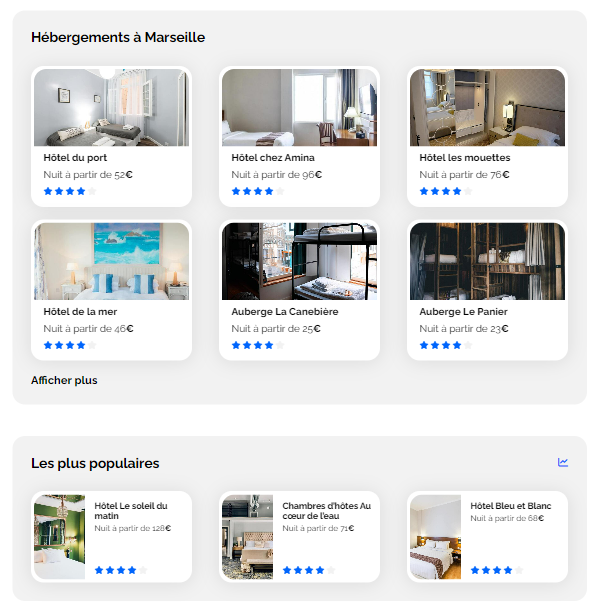 Hébergements à Marseille
Hôtel du port
Nuit à partir de 52€
Hôtel chez Amina
Nuit à partir de 96€
Hôtel les mouettes
Nuit à partir de 76€
Hôtel de la mer
Nuit à partir de 46€
Auberge La Canebière
Nuit à partir de 25€
Auberge Le Panier
Nuit à partir de 23€
Afficher plus
Les plus populaires
Hôtel Le soleil du
matin
Nuit à partir de 128€
Chambres d'hôtes Au
cœur de l'eau
Nuit à partir de 71€
Hôtel Bleu et Blanc
Nuit à partir de 68€